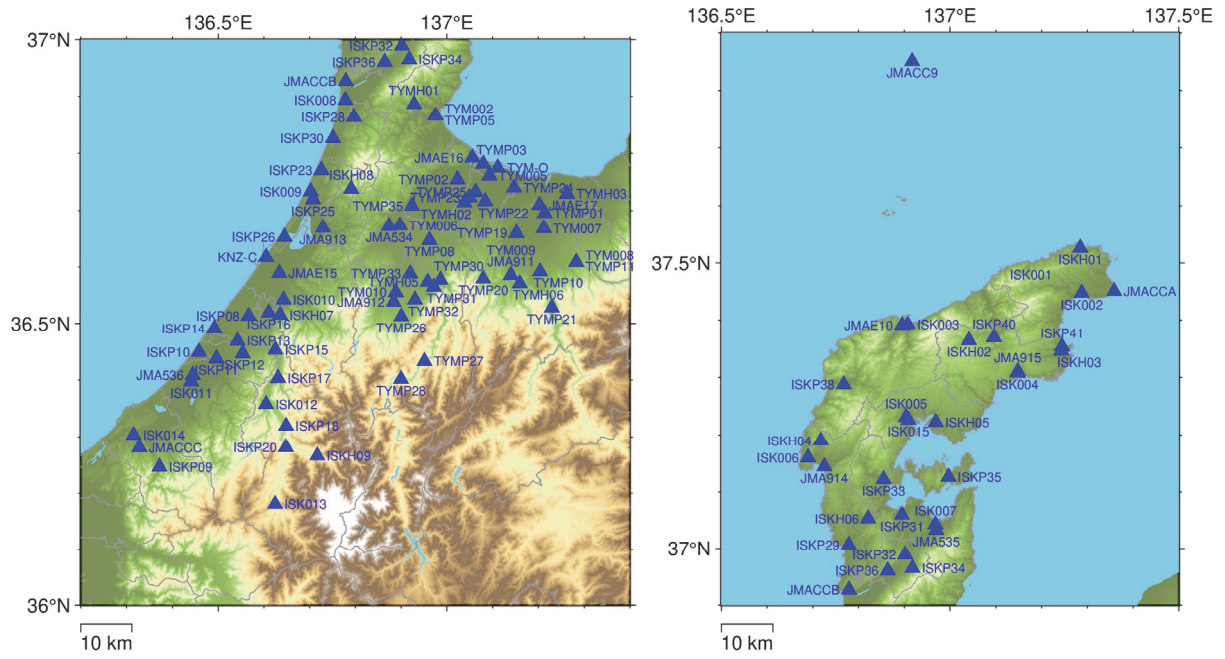 136.5°E
137°E
37°N
36.5°N
36°N
ISKP32
ISKP36
ISKP34
JMACCB
TYMH01
ISK008
TYM002
ISKP28
TYMP05
ISKP30
TYMP03
JMAE16
TYM-O
ISKP23
ISKH08
TYM005
TYMP02
TYMP24
ISK009
TYMP25
TYMH03
TYMP23
JMAE17
ISKP25
TYMP35
TYMH02
TYMP22
TYMP01
JMA913
JMA534
TYM006
TYMP19
TYM007
ISKP26
TYMP08
TYM009
KNZ-C
TYM008
JMAE15
TYMP33
TYMP30
JMA911
TYMP11
TYMH05
TYMP20
TYMP10
TYM010
TYMH06
ISK010
JMA912
TYMP31
ISKP08
ISKP16
ISKH07
TYMP32
TYMP21
ISKP14
TYMP26
ISKP13
ISKP10
ISKP15
ISKP12
TYMP27
JMA536
ISKP11
ISKP17
TYMP28
ISK011
ISK012
ISKP18
ISK014
JMACCC
ISKP20
ISKH09
ISKP09
ISK013
10 km
136.5°E
137°E
137.5°E
37.5°N
37°N
JMACC9
ISKH01
ISK001
ISK002
JMACCA
JMAE10
ISK003
ISKP40
ISKP41
ISKH02
JMA915
ISKH03
ISKP38
ISK004
ISK005
ISK015
ISKH05
ISKH04
ISK006
JMA914
ISKP33
ISKP35
ISKH06
ISKP31
ISK007
ISKP29
JMA535
ISKP32
ISKP36
ISKP34
JMACCB
10 km